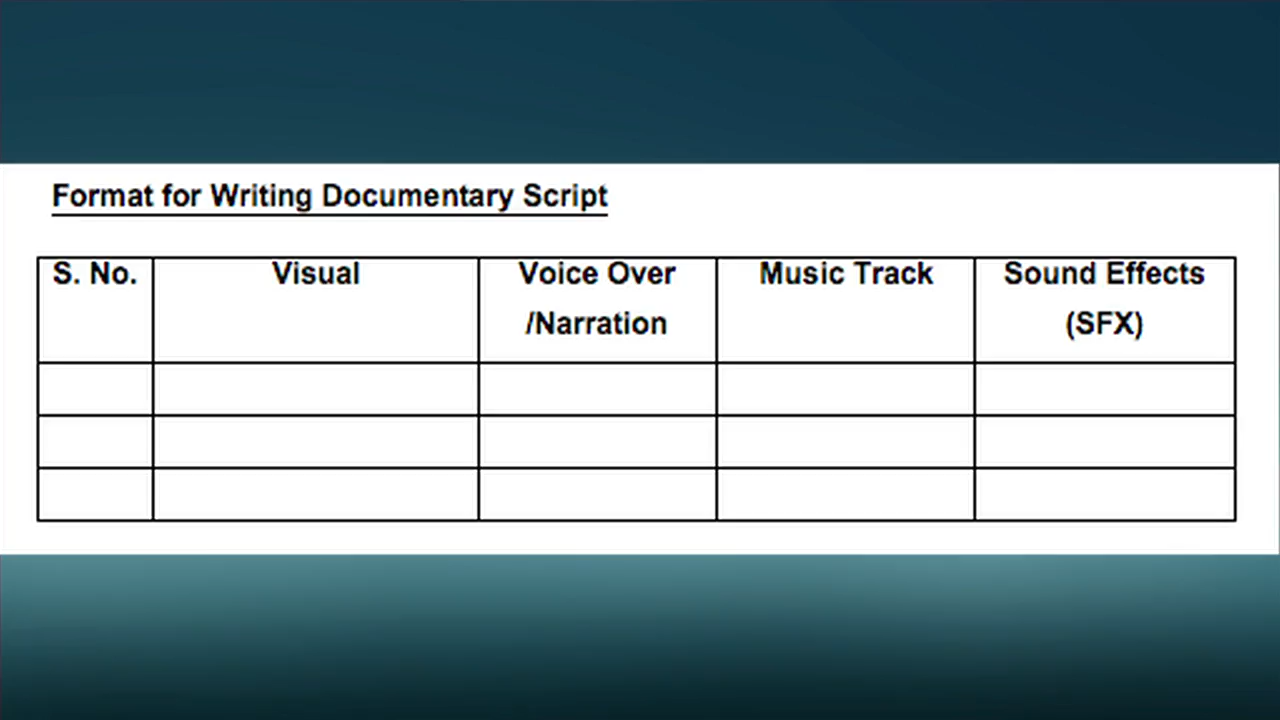 Format for Writing Documentary Script
S. No. Visual Voice Over Music Track Sound Effects
/Narration (SFX)